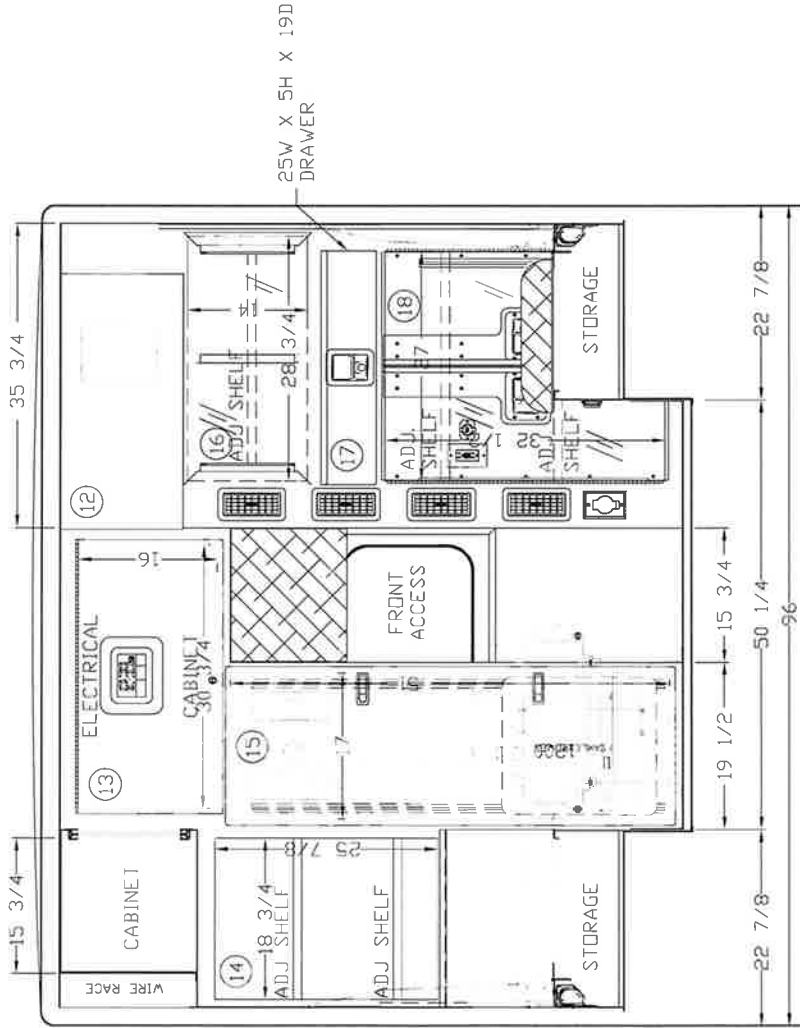 35 3/4
15 3/4
25W X 5H X 19D
DRAWER
12
13
ELECTRICAL
CABINET
30 3/4
16
CABINET
WIRE RACE
16
ADJ SHELF
28 3/4
17
18
27
ADJ.
SHELF
32
ADJ
SHELF
STORAGE
FRONT
ACCESS
15
17
51
14
18 3/4
25 7/8
ADJ SHELF
ADJ SHELF
STORAGE
22 7/8
15 3/4
50 1/4
19 1/2
22 7/8
96